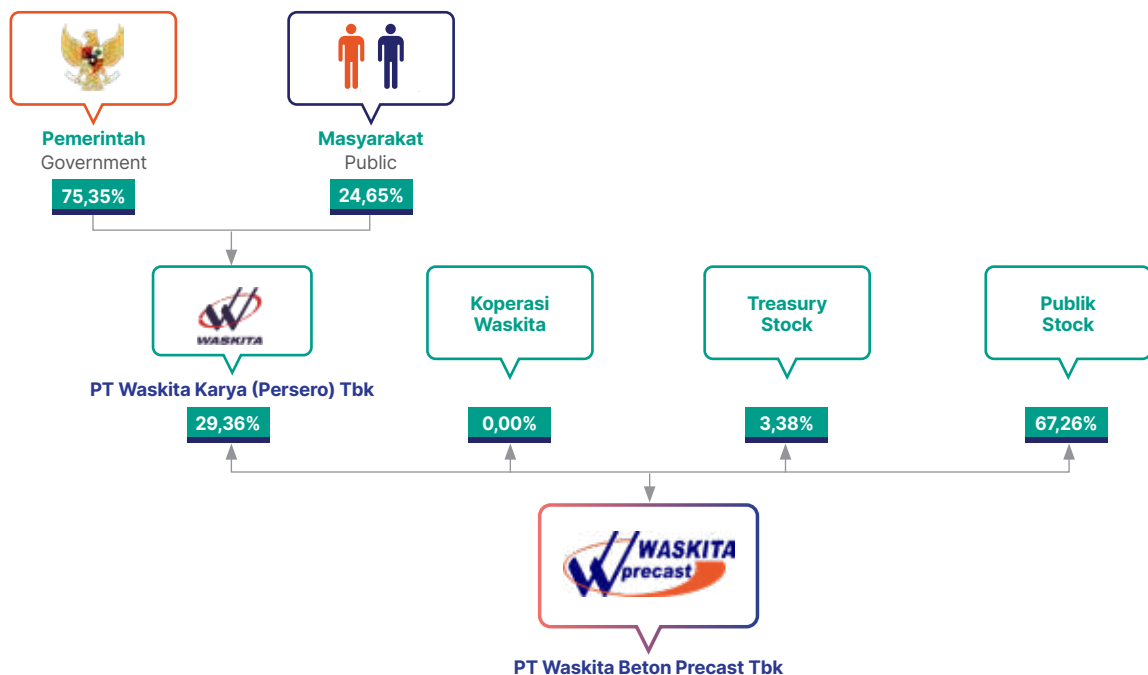 Pemerintah
Government
75,35%
Masyarakat
Public
24,65%
WASKITA
PT Waskita Karya (Persero) Tbk
29,36%
Koperasi
Waskita
0,00%
Treasury
Stock
3,38%
Publik
Stock
67,26%
WASKITA
precast
PT Waskita Beton Precast Tbk